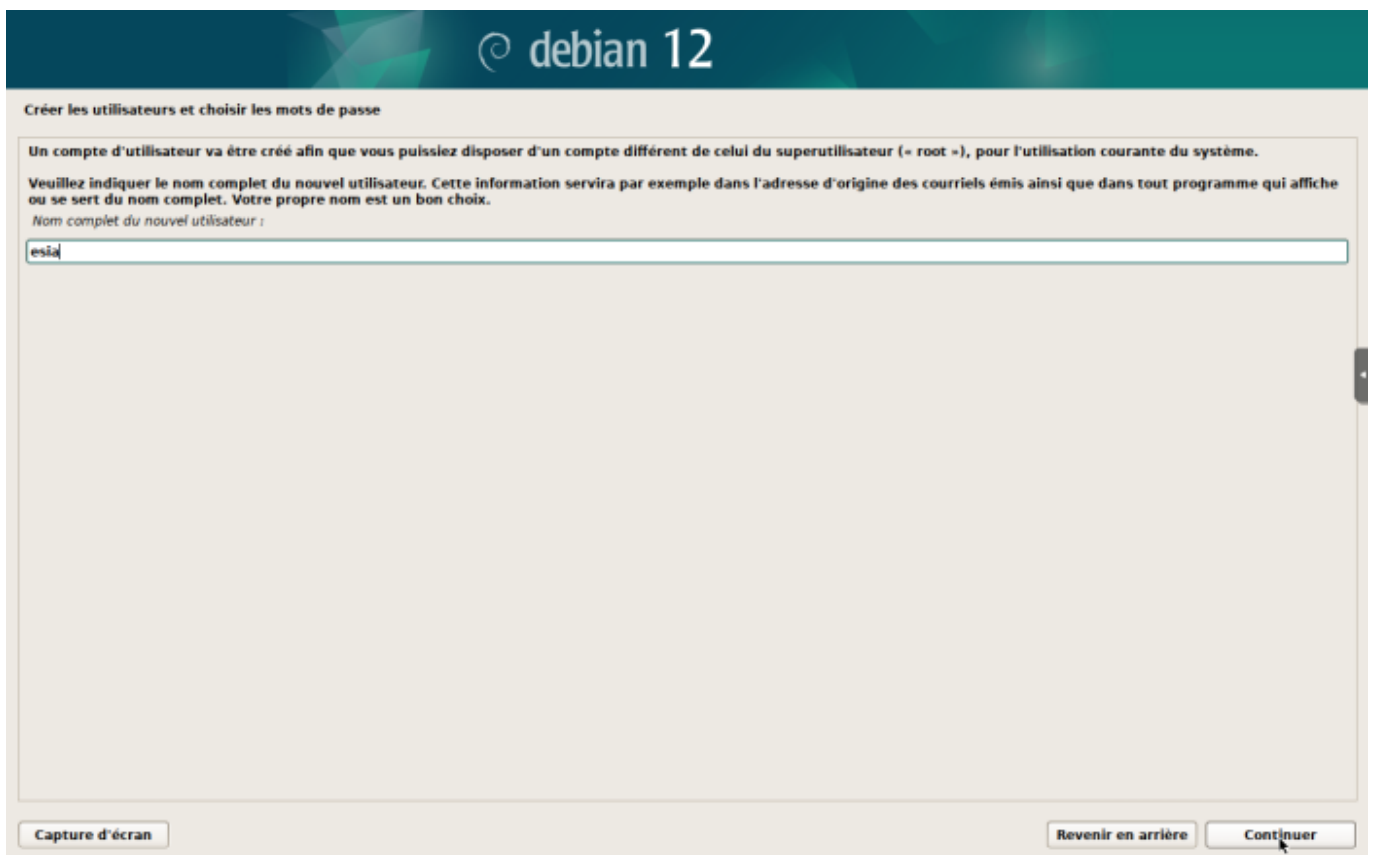 debian 12
Créer les utilisateurs et choisir les mots de passe
Un compte d'utilisateur va être créé afin que vous puissiez disposer d'un compte différent de celui du superutilisateur (« root »), pour l'utilisation courante du système.
Veuillez indiquer le nom complet du nouvel utilisateur. Cette information servira par exemple dans l'adresse d'origine des courriels émis ainsi que dans tout programme qui affiche
ou se sert du nom complet. Votre propre nom est un bon choix.
Nom complet du nouvel utilisateur :
esia
Capture d'écran
Revenir en arrière
Continuer